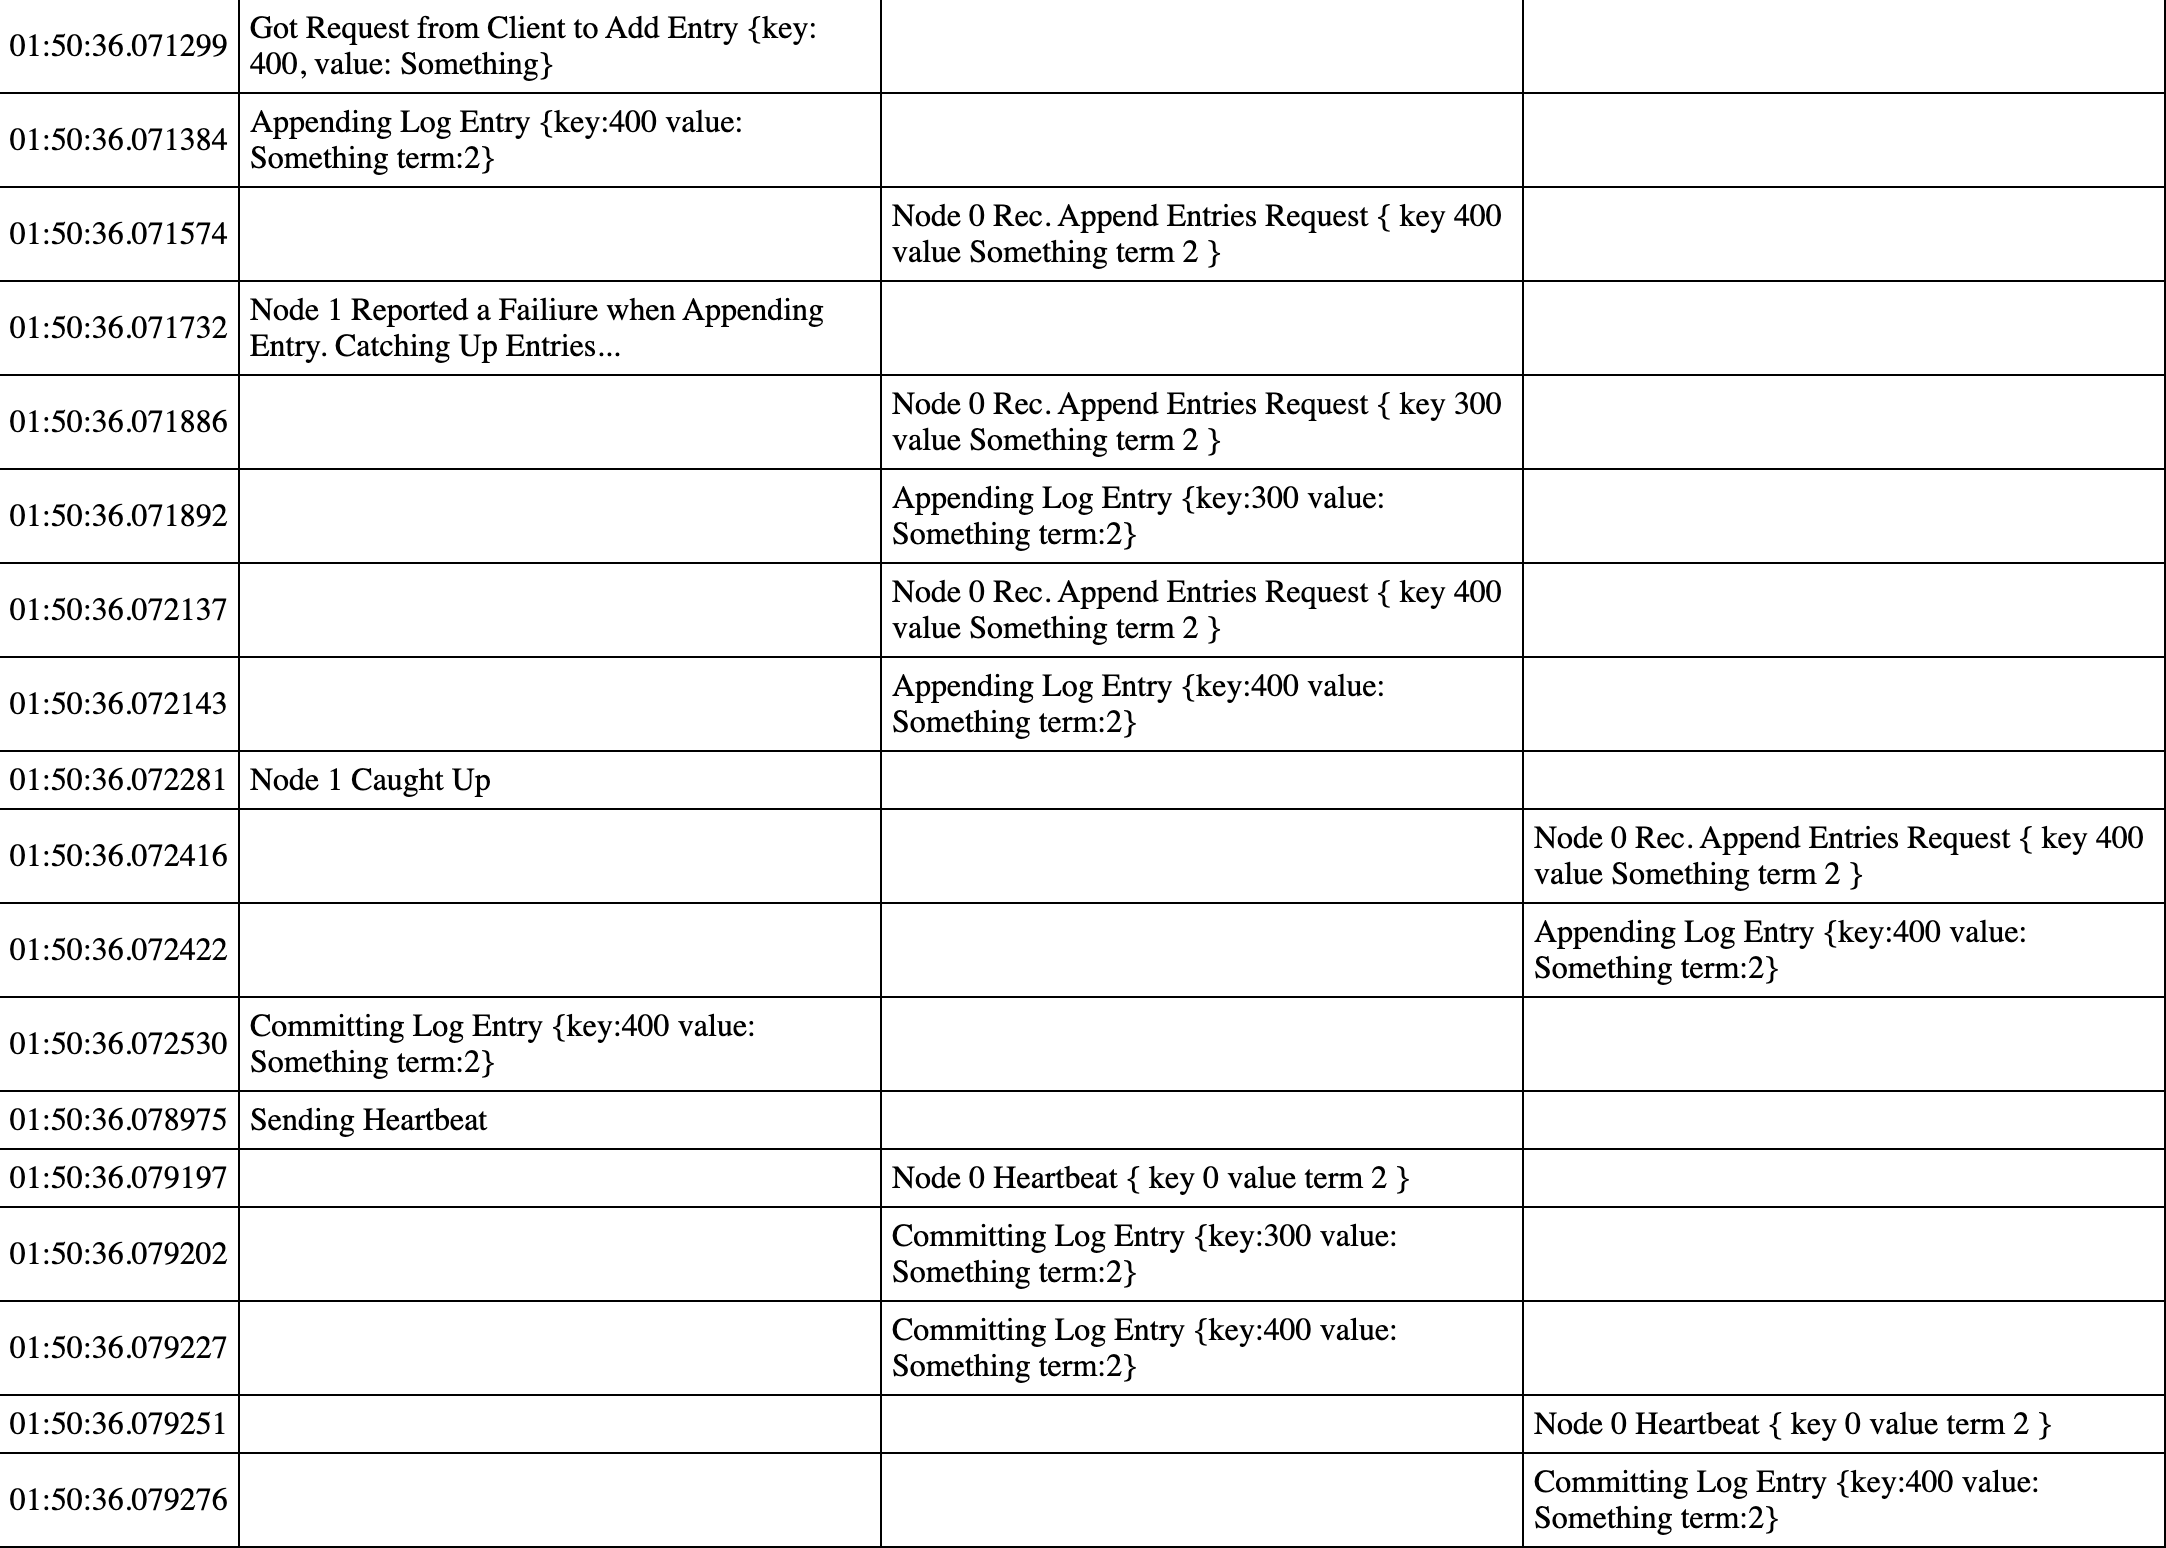 01:50:36.071299
Got Request from Client to Add Entry {key:
400, value: Something}
01:50:36.071384
Appending Log Entry {key:400 value:
Something term:2}
01:50:36.071574
Node 0 Rec. Append Entries Request { key 400
value Something term 2 }
01:50:36.071732
Node 1 Reported a Failiure when Appending
Entry. Catching Up Entries...
01:50:36.071886
Node 0 Rec. Append Entries Request { key 300
value Something term 2 }
01:50:36.071892
Appending Log Entry {key:300 value:
Something term:2}
01:50:36.072137
Node 0 Rec. Append Entries Request { key 400
value Something term 2 }
01:50:36.072143
Appending Log Entry {key:400 value:
Something term:2}
01:50:36.072281
Node 1 Caught Up
01:50:36.072416
Node 0 Rec. Append Entries Request { key 400
value Something term 2 }
01:50:36.072422
Appending Log Entry {key:400 value:
Something term:2}
01:50:36.072530
Committing Log Entry {key:400 value:
Something term:2}
01:50:36.078975
Sending Heartbeat
01:50:36.079197
Node 0 Heartbeat { key 0 value term 2 }
01:50:36.079202
Committing Log Entry {key:300 value:
Something term:2}
01:50:36.079227
Committing Log Entry {key:400 value:
Something term:2}
01:50:36.079251
Node 0 Heartbeat { key 0 value term 2 }
01:50:36.079276
Committing Log Entry {key:400 value:
Something term:2}